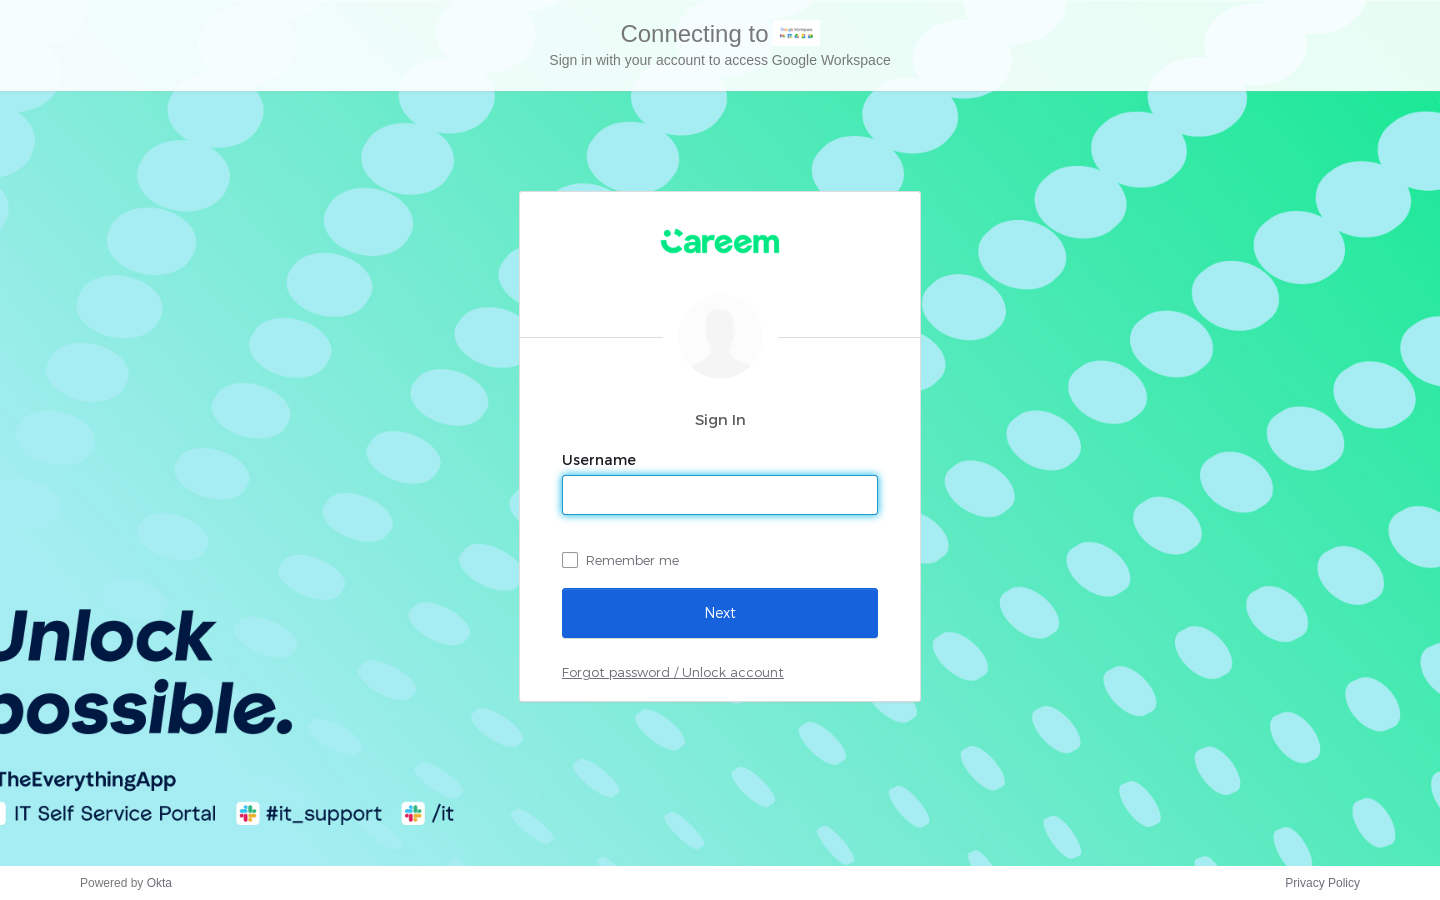 Connecting to
Sign in with your account to access Google Workspace
Careem
Sign In
Username
Remember me
Next
Forgot password / Unlock account
Unlock
possible.
TheEverythingApp
IT Self Service Portal #it_support /it
Powered by Okta
Privacy Policy